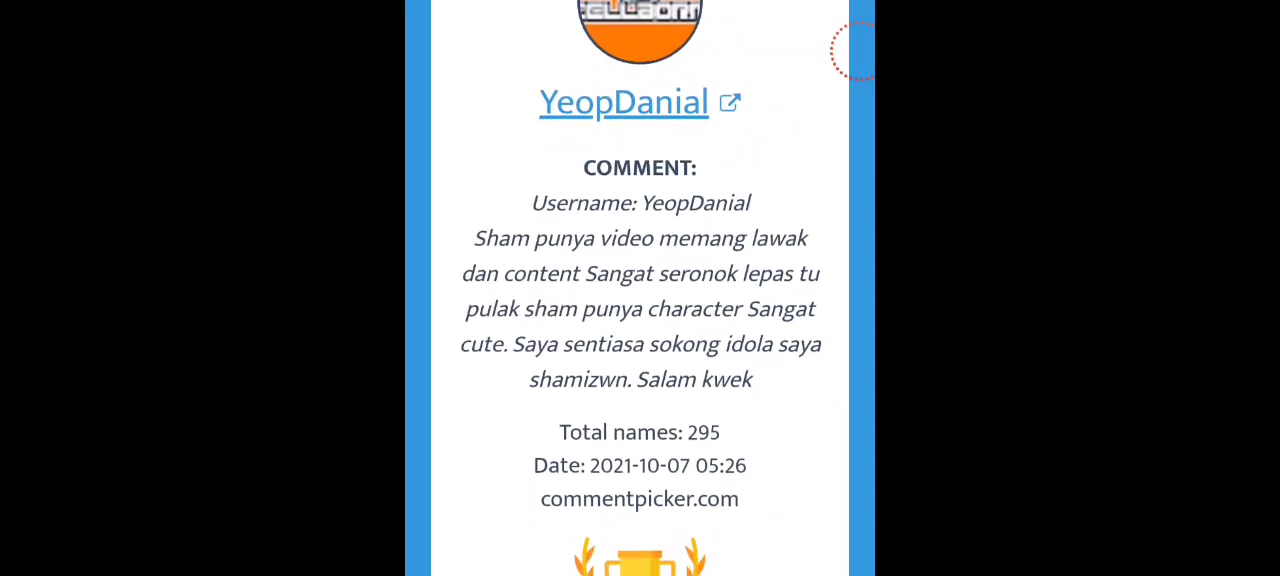 YeopDanial
COMMENT:
Username: YeopDanial
Sham punya video memang lawak
dan content Sangat seronok lepas tu
pulak sham punya character Sangat
cute. Saya sentiasa sokong idola saya
shamizwn. Salam kwek
Total names: 295
Date: 2021-10-07 05:26
commentpicker.com